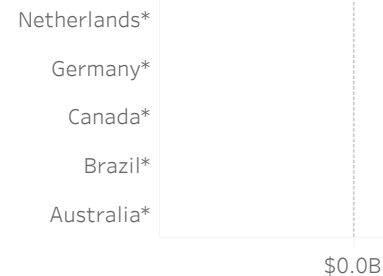 Netherlands*
Germany*
Canada*
Brazil*
Australia*
$0.0B